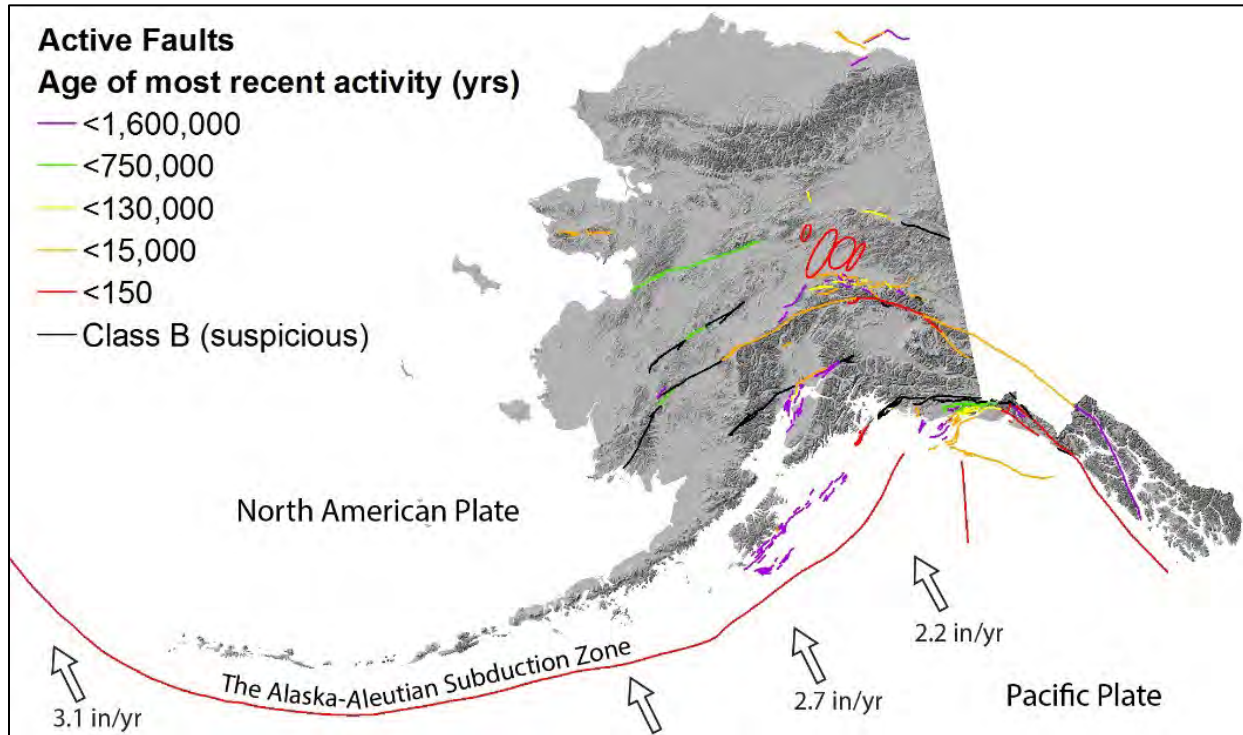 Active Faults
Age of most recent activity (yrs)
<1,600,000
<750,000
<130,000
<15,000
<150
Class B (suspicious)
North American Plate
The Alaska-Aleutian Subduction Zone
2.2 in/yr
2.7 in/yr
Pacific Plate
3.1 in/yr